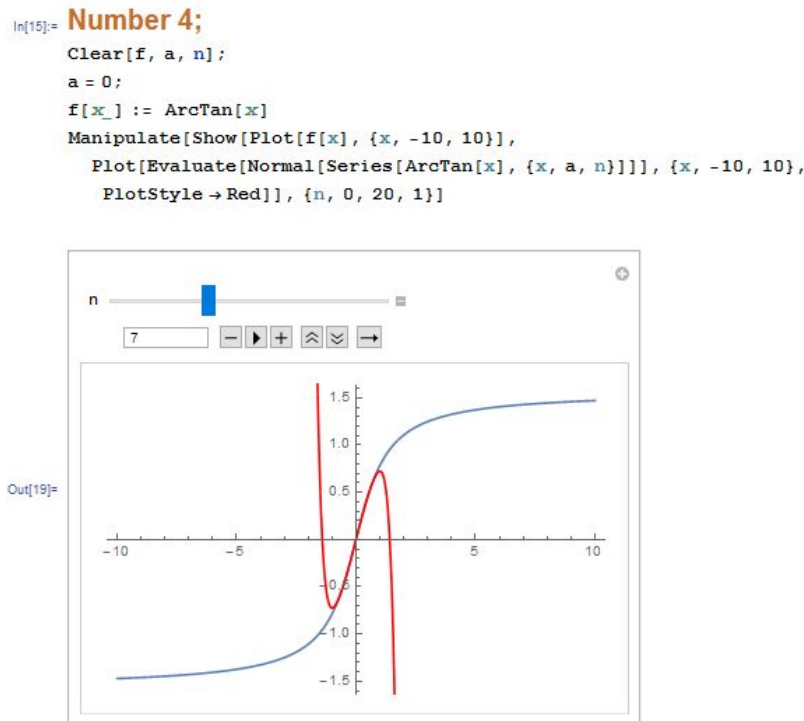 In[15]:= Number 4;
Clear[f, a, n];
a = 0;
f[x_] := ArcTan[x]
Manipulate[Show[Plot[f[x], {x, -10, 10}],
Plot[Evaluate[Normal[Series[ArcTan[x], {x, a, n}]]], {x, -10, 10},
PlotStyle → Red]], {n, 0, 20, 1}]
n
7
Out[19]=
1.5
1.0
0.5
-10 -5 5 10
-0.5
-1.0
-1.5